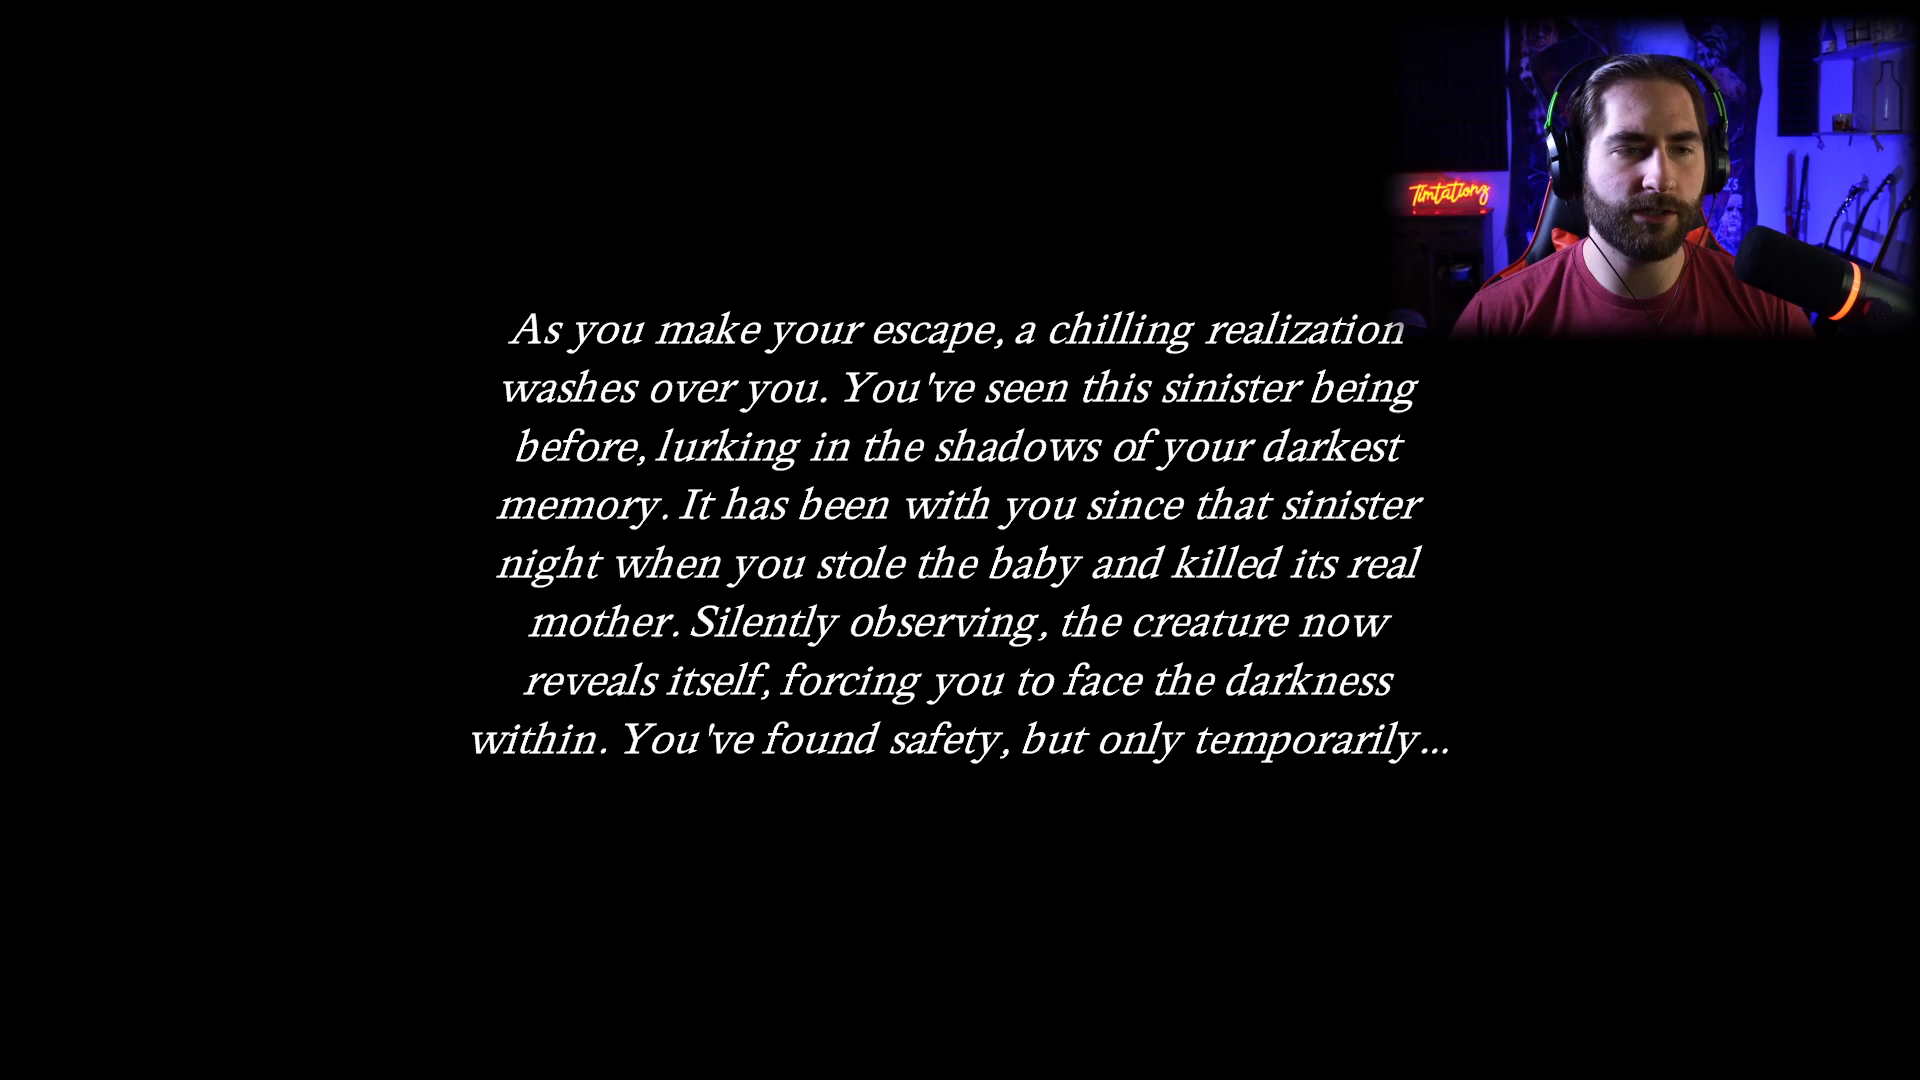 Timtationz
As you make your escape, a chilling realization
washes over you. You've seen this sinister being
before, lurking in the shadows of your darkest
memory. It has been with you since that sinister
night when you stole the baby and killed its real
mother. Silently observing, the creature now
reveals itself, forcing you to face the darkness
within. You've found safety, but only temporarily...